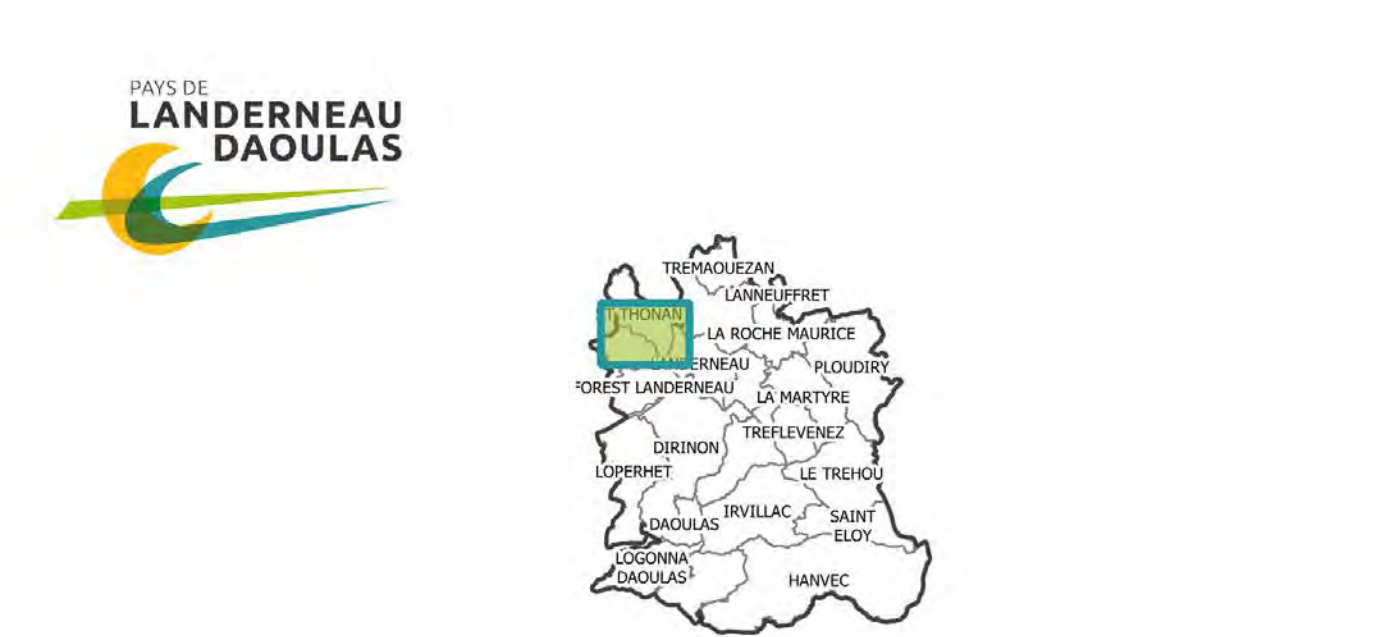 PAYS DE
LANDERNEAU
DAOULAS
TREMAOUEZAN
LANNEUFFRET
T THONAN
LA ROCHE MAURICE
LANDERNEAU
PLOUDIRY
FOREST LANDERNEAU
LA MARTYRE
TREFLEVENEZ
DIRINON
LOPERHET
LE TREHOU
IRVILLAC
SAINT
ELOY
DAOULAS
LOGONNA
DAOULAS
HANVEC